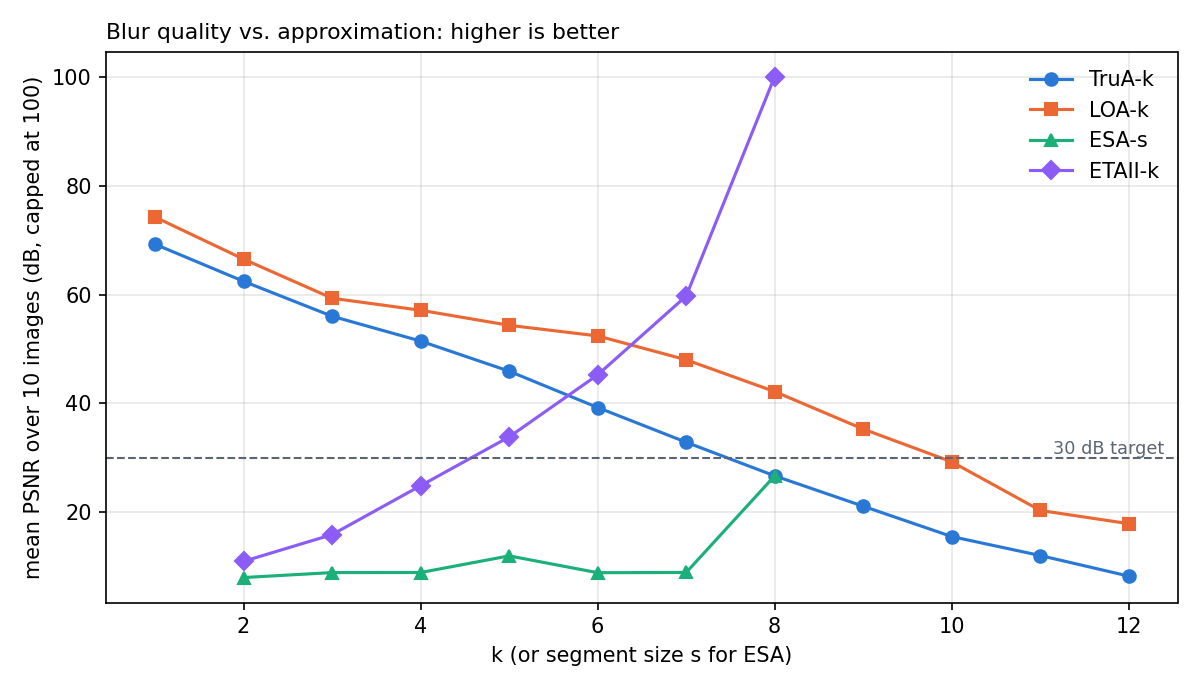 Blur quality vs. approximation: higher is better
mean PSNR over 10 images (dB, capped at 100)
100
80
60
40
20
TruA-k
LOA-k
ESA-s
ETAII-k
30 dB target
2 4 6 8 10 12
k (or segment size s for ESA)